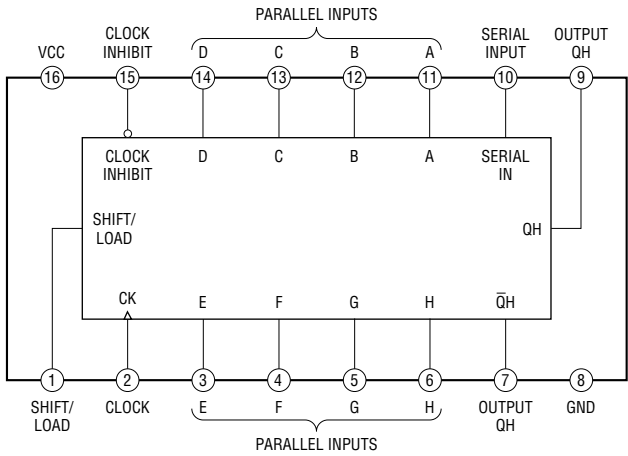 PARALLEL INPUTS
VCC
CLOCK
INHIBIT
D C B A
SERIAL
INPUT
OUTPUT
QH
16 15 14 13 12 11 10 9
CLOCK
INHIBIT
D C B A
SERIAL
IN
SHIFT/
LOAD
QH
CK E F G H Q̅H
1 2 3 4 5 6 7 8
SHIFT/
LOAD
CLOCK
E F G H
OUTPUT
QH
GND
PARALLEL INPUTS